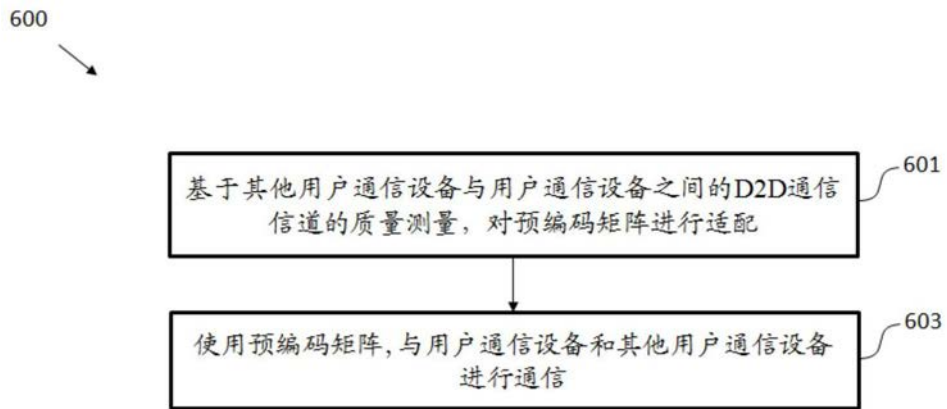 600
基于其他用户通信设备与用户通信设备之间的D2D通信
信道的质量测量，对预编码矩阵进行适配
601
使用预编码矩阵,与用户通信设备和其他用户通信设备
进行通信
603